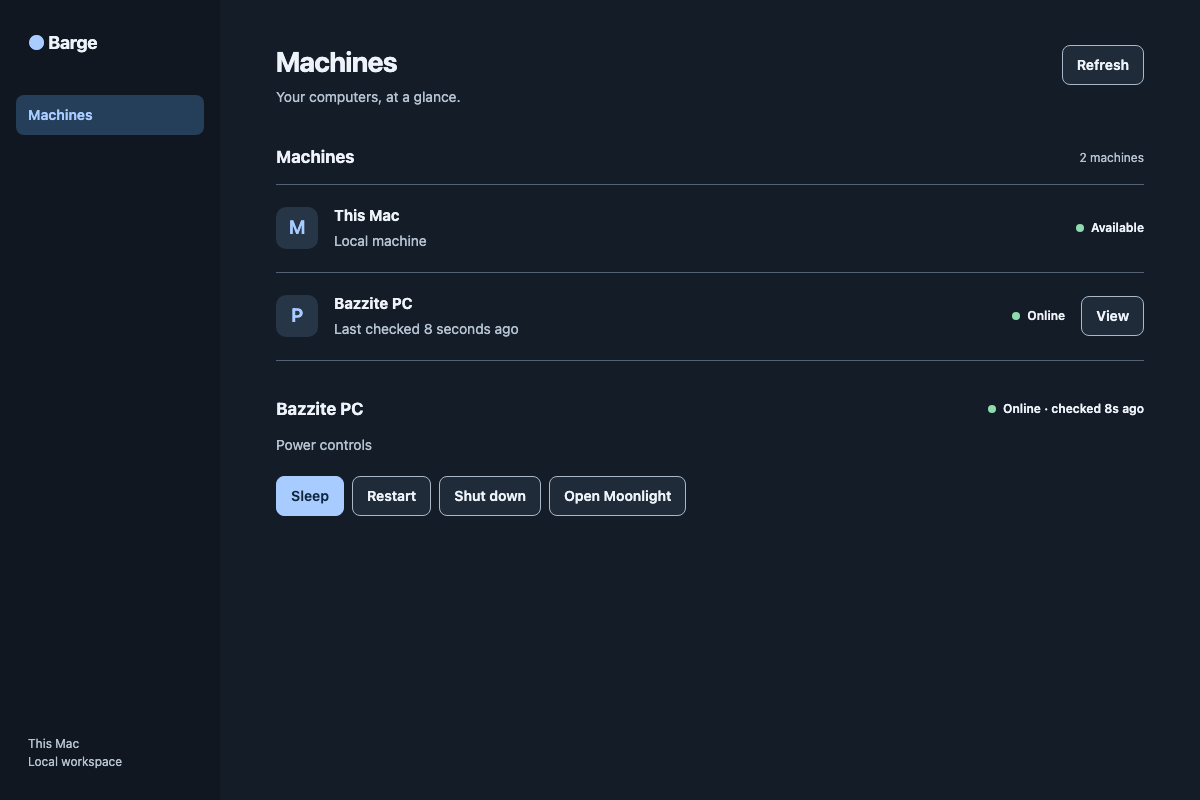 Barge
Machines
Machines
Your computers, at a glance.
Refresh
Machines
2 machines
M
This Mac
Local machine
Available
P
Bazzite PC
Last checked 8 seconds ago
Online
View
Bazzite PC
Online · checked 8s ago
Power controls
Sleep
Restart
Shut down
Open Moonlight
This Mac
Local workspace